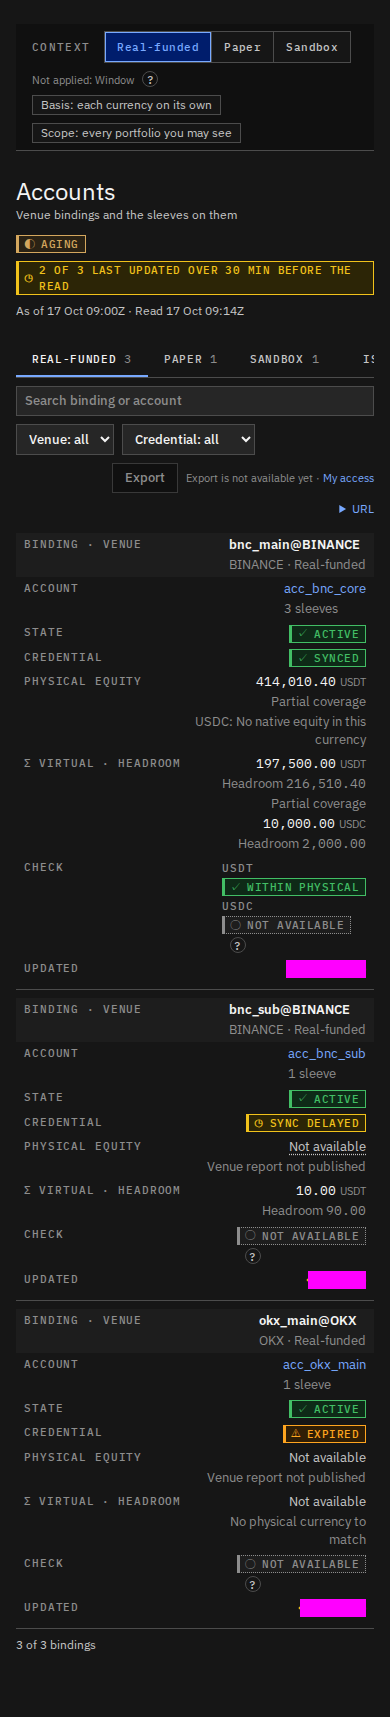 CONTEXT Real-funded Paper Sandbox
Not applied: Window ?
Basis: each currency on its own
Scope: every portfolio you may see
Accounts
Venue bindings and the sleeves on them
AGING
2 OF 3 LAST UPDATED OVER 30 MIN BEFORE THE
READ
As of 17 Oct 09:00Z · Read 17 Oct 09:14Z
REAL-FUNDED 3 PAPER 1 SANDBOX 1
Search binding or account
Venue: all Credential: all
Export Export is not available yet · My access
▶ URL
BINDING · VENUE bnc_main@BINANCE
BINANCE · Real-funded
ACCOUNT acc_bnc_core
3 sleeves
STATE ✓ ACTIVE
CREDENTIAL ✓ SYNCED
PHYSICAL EQUITY 414,010.40 USDT
Partial coverage
USDC: No native equity in this
currency
Σ VIRTUAL · HEADROOM 197,500.00 USDT
Headroom 216,510.40
Partial coverage
10,000.00 USDC
Headroom 2,000.00
CHECK USDT
✓ WITHIN PHYSICAL
USDC
NOT AVAILABLE
?
UPDATED
BINDING · VENUE bnc_sub@BINANCE
BINANCE · Real-funded
ACCOUNT acc_bnc_sub
1 sleeve
STATE ✓ ACTIVE
CREDENTIAL SYNC DELAYED
PHYSICAL EQUITY Not available
Venue report not published
Σ VIRTUAL · HEADROOM 10.00 USDT
Headroom 90.00
CHECK NOT AVAILABLE
?
UPDATED
BINDING · VENUE okx_main@OKX
OKX · Real-funded
ACCOUNT acc_okx_main
1 sleeve
STATE ✓ ACTIVE
CREDENTIAL ⚠ EXPIRED
PHYSICAL EQUITY Not available
Venue report not published
Σ VIRTUAL · HEADROOM Not available
No physical currency to
match
CHECK NOT AVAILABLE
?
UPDATED
3 of 3 bindings